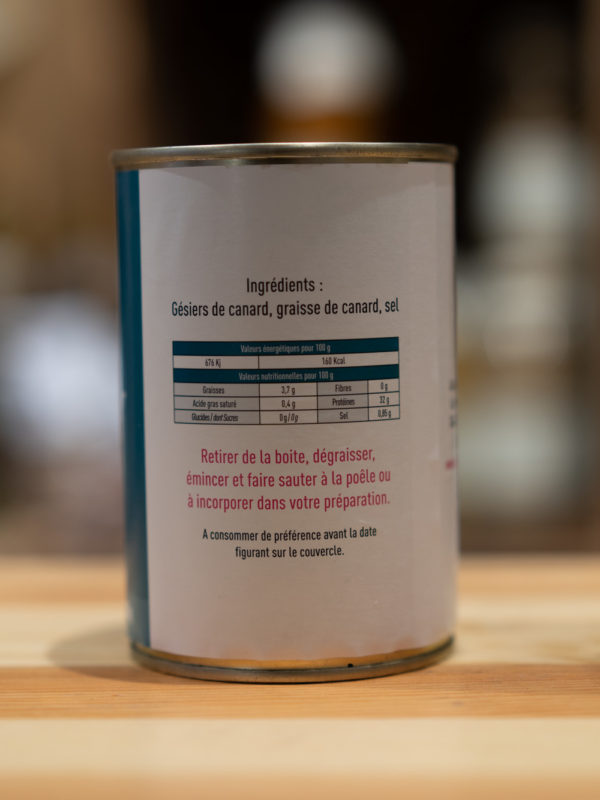 Ingrédients :
Gésiers de canard, graisse de canard, sel
Valeurs énergétiques pour 100 g
676 Kj 160 Kcal
Valeurs nutritionnelles pour 100 g
Graisses 3,7 g Fibres 0 g
Acide gras saturé 0,4 g Protéines 32 g
Glucides / dont Sucres 0g / 0g Sel 0,85 g
Retirer de la boite, dégraisser,
émincer et faire sauter à la poêle ou
à incorporer dans votre préparation.
A consommer de préférence avant la date
figurant sur le couvercle.